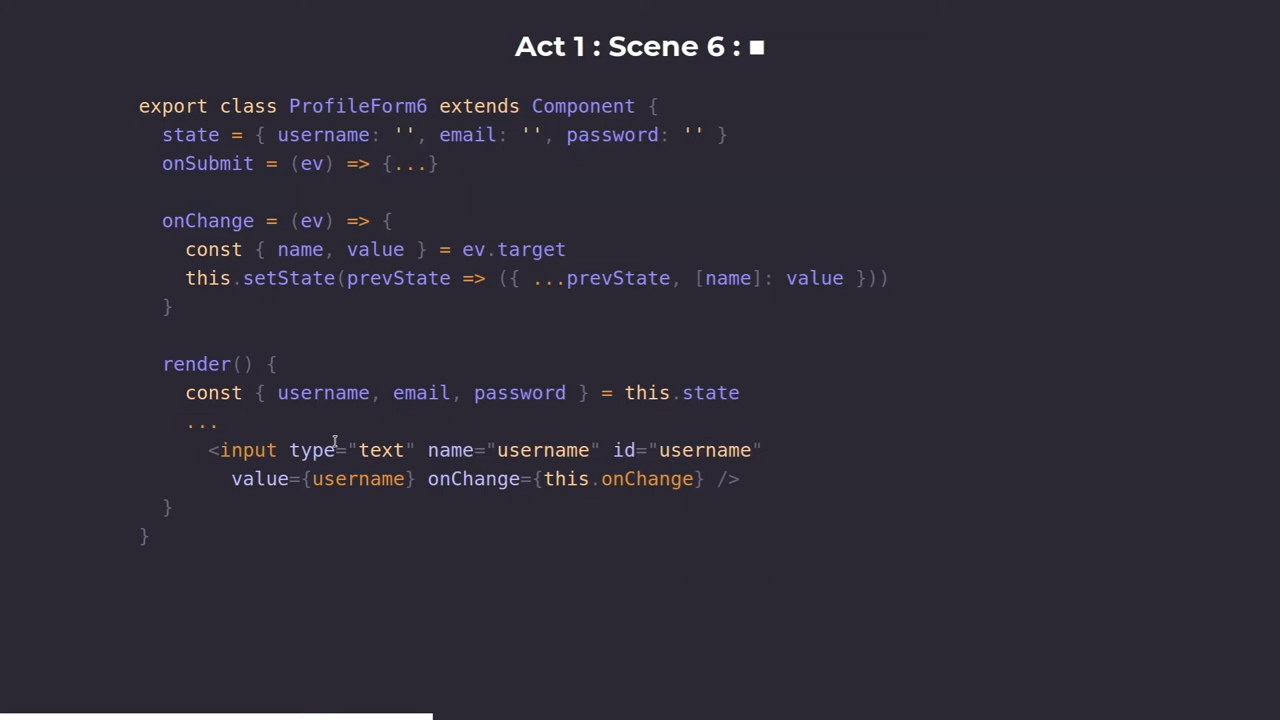 Act 1 : Scene 6 : ■
export class ProfileForm6 extends Component {
state = { username: '', email: '', password: '' }
onSubmit = (ev) => {...}
onChange = (ev) => {
const { name, value } = ev.target
this.setState(prevState => ({ ...prevState, [name]: value }))
}
render() {
const { username, email, password } = this.state
...
<input type="text" name="username" id="username"
value={username} onChange={this.onChange} />
}
}